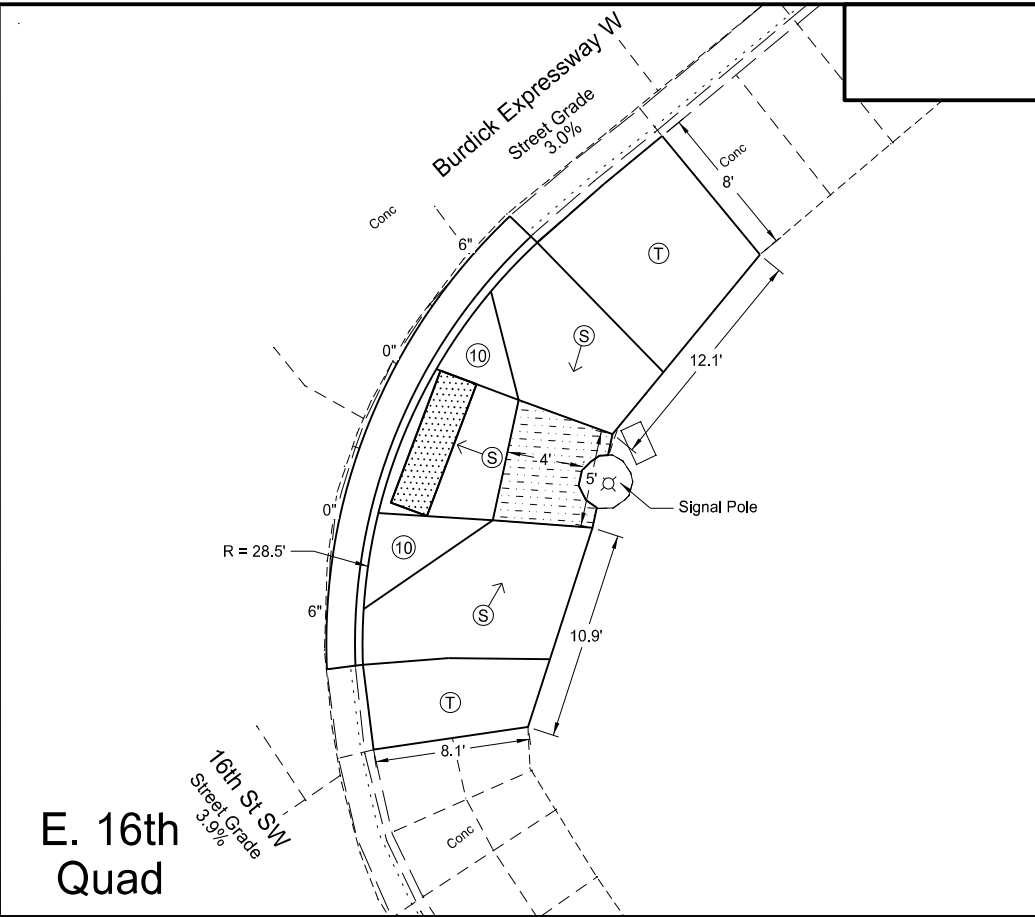 Burdick Expressway W
Street Grade
3.0%
Conc
8'
Conc
6"
T
S
0"
10
12.1'
S
4'
5'
Signal Pole
0"
R = 28.5'
10
6"
S
10.9'
T
8.1'
16th St SW
Street Grade
3.9%
Conc
E. 16th
Quad